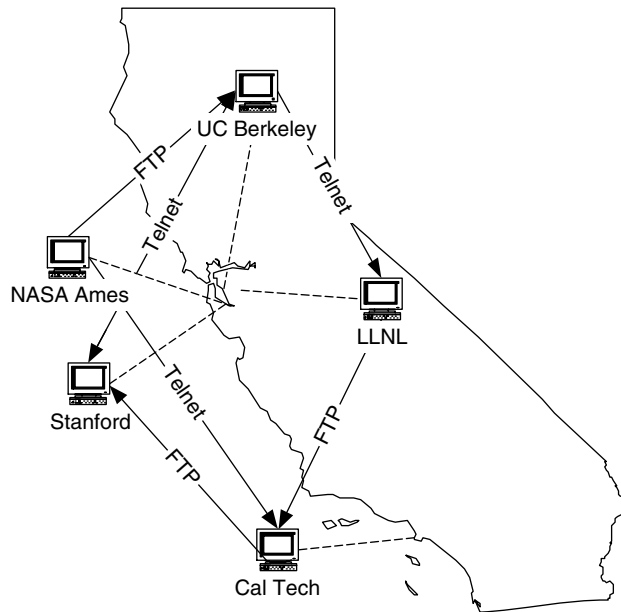 UC Berkeley
FTP
Telnet
Telnet
NASA Ames
LLNL
Stanford
Telnet
FTP
FTP
Cal Tech